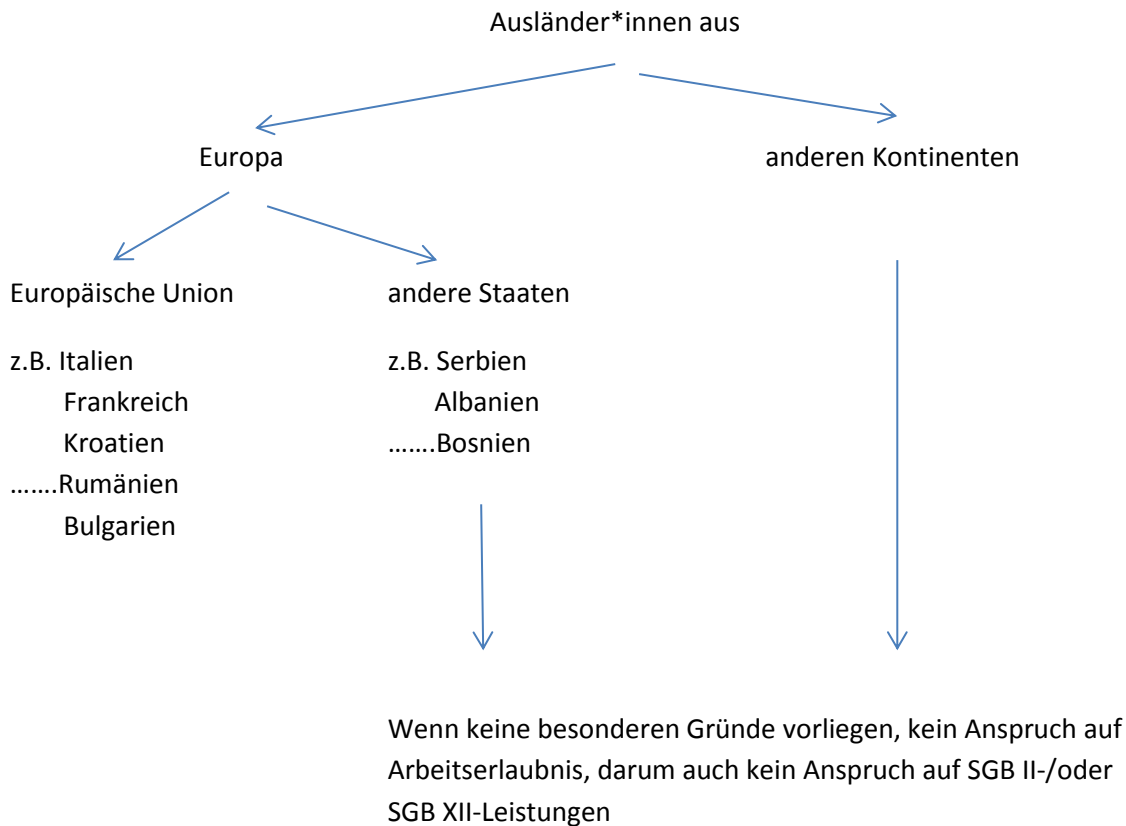 Ausländer*innen aus
Europa
anderen Kontinenten
Europäische Union
andere Staaten
z.B. Italien
Frankreich
Kroatien
…….Rumänien
Bulgarien
z.B. Serbien
Albanien
…….Bosnien
Wenn keine besonderen Gründe vorliegen, kein Anspruch auf
Arbeitserlaubnis, darum auch kein Anspruch auf SGB II-/oder
SGB XII-Leistungen